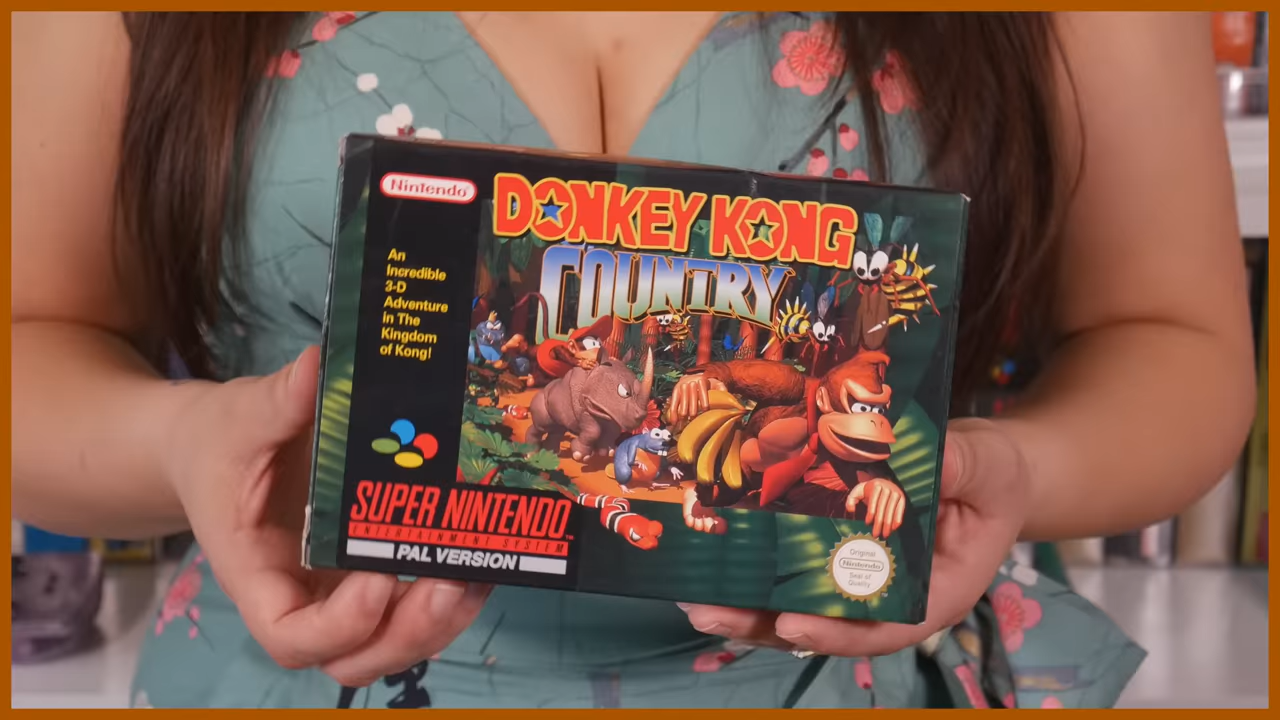 Nintendo®
DONKEY KONG
COUNTRY
An
Incredible
3-D
Adventure
in The
Kingdom
of Kong!
SUPER NINTENDO™
ENTERTAINMENT SYSTEM
PAL VERSION
Original
Nintendo
Seal of
Quality